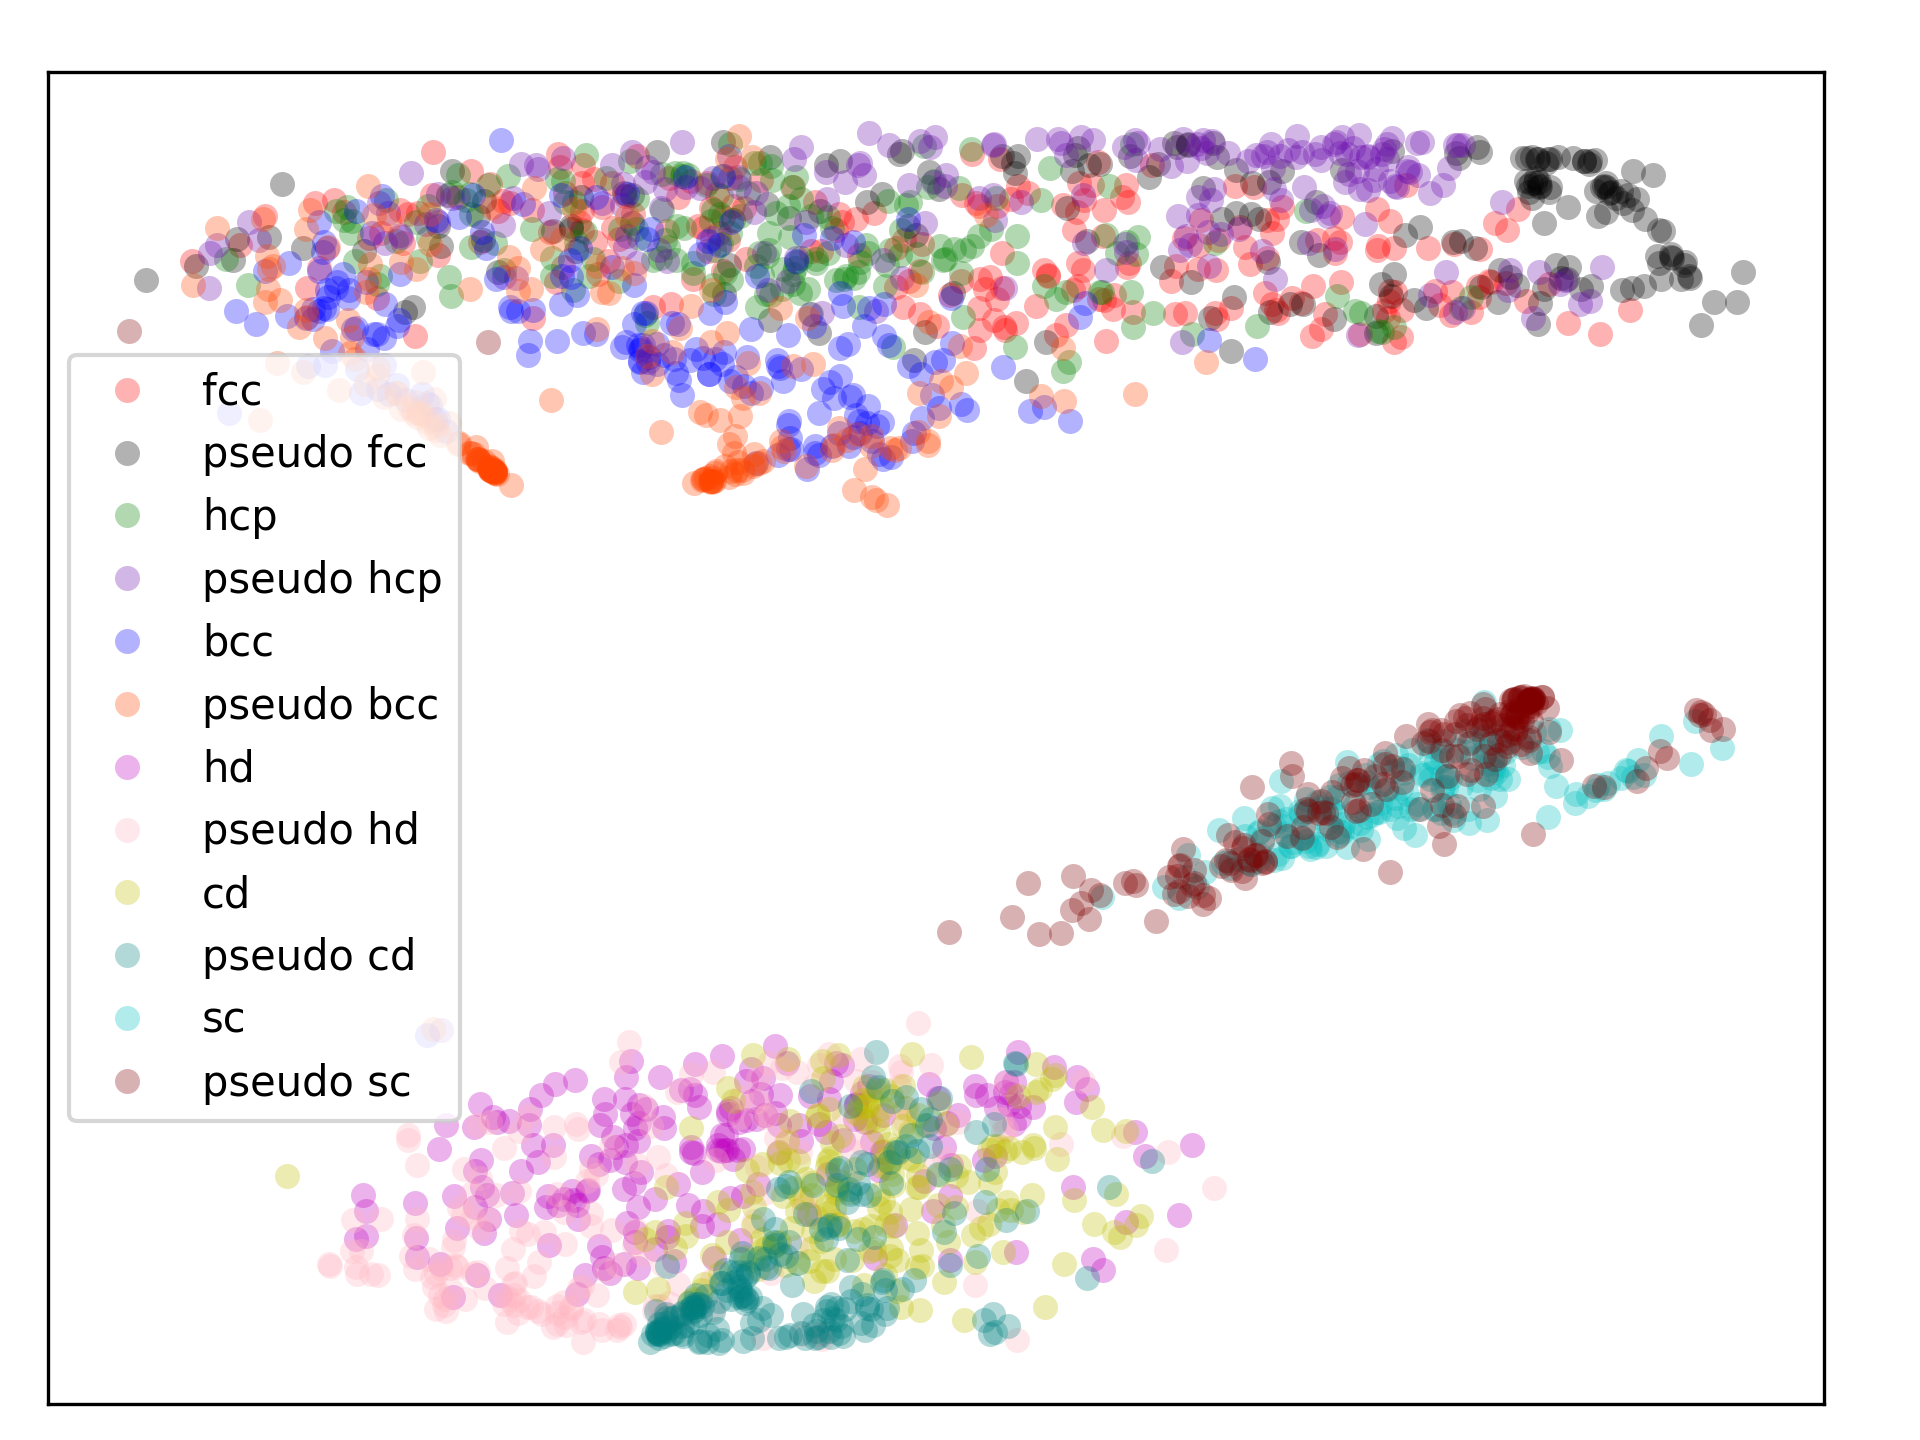 fcc
pseudo fcc
hcp
pseudo hcp
bcc
pseudo bcc
hd
pseudo hd
cd
pseudo cd
sc
pseudo sc